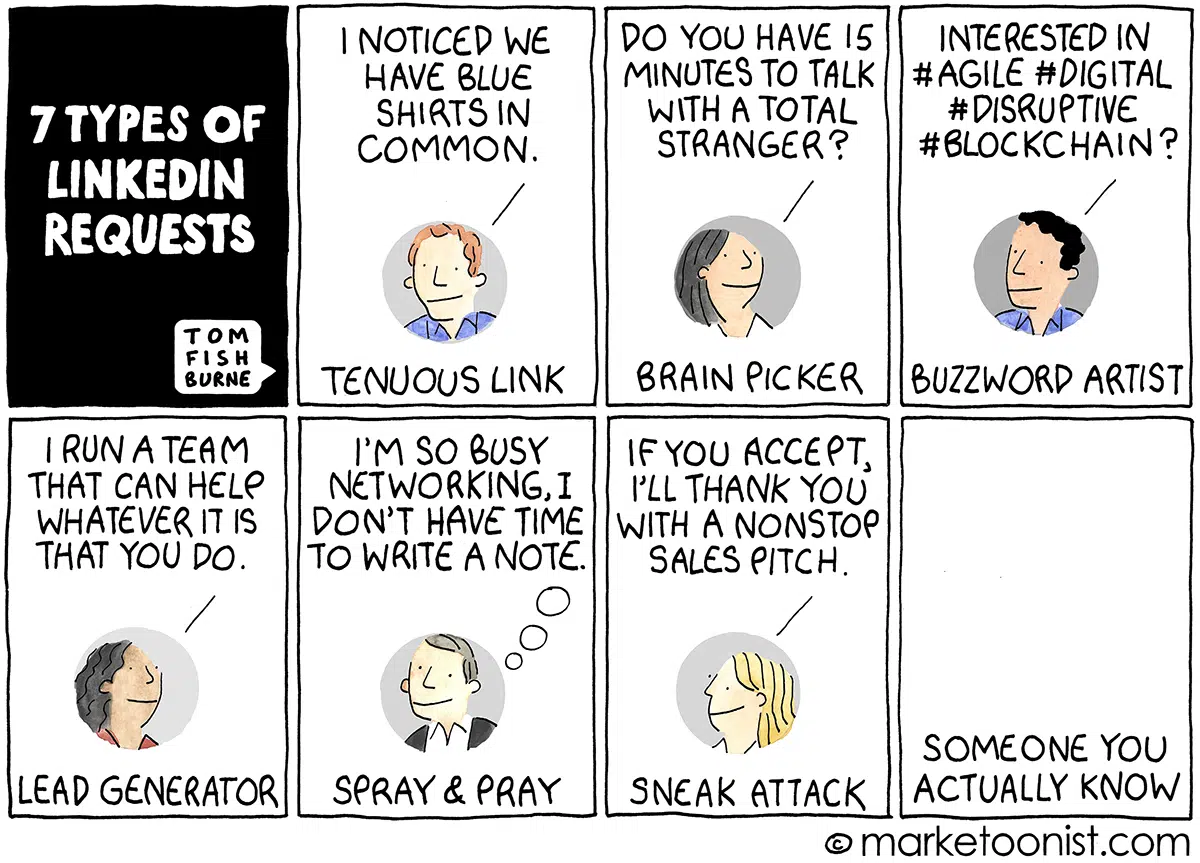 7 TYPES OF
LINKEDIN
REQUESTS
TOM
FISH
BURNE
I NOTICED WE
HAVE BLUE
SHIRTS IN
COMMON.
TENUOUS LINK
DO YOU HAVE 15
MINUTES TO TALK
WITH A TOTAL
STRANGER?
BRAIN PICKER
INTERESTED IN
#AGILE #DIGITAL
#DISRUPTIVE
#BLOCKCHAIN?
BUZZWORD ARTIST
I RUN A TEAM
THAT CAN HELP
WHATEVER IT IS
THAT YOU DO.
LEAD GENERATOR
I'M SO BUSY
NETWORKING, I
DON'T HAVE TIME
TO WRITE A NOTE.
SPRAY & PRAY
IF YOU ACCEPT,
I'LL THANK YOU
WITH A NONSTOP
SALES PITCH.
SNEAK ATTACK
SOMEONE YOU
ACTUALLY KNOW
© marketoonist.com